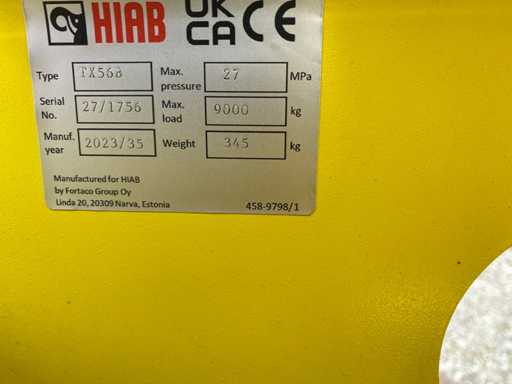 HIAB UK CA CE
Type FX568 Max. pressure 27 MPa
Serial No. 27/1756 Max. load 9000 kg
Manuf. year 2023/35 Weight 345 kg
Manufactured for HIAB
by Fortaco Group Oy
Linda 20, 20309 Narva, Estonia 458-9798/1